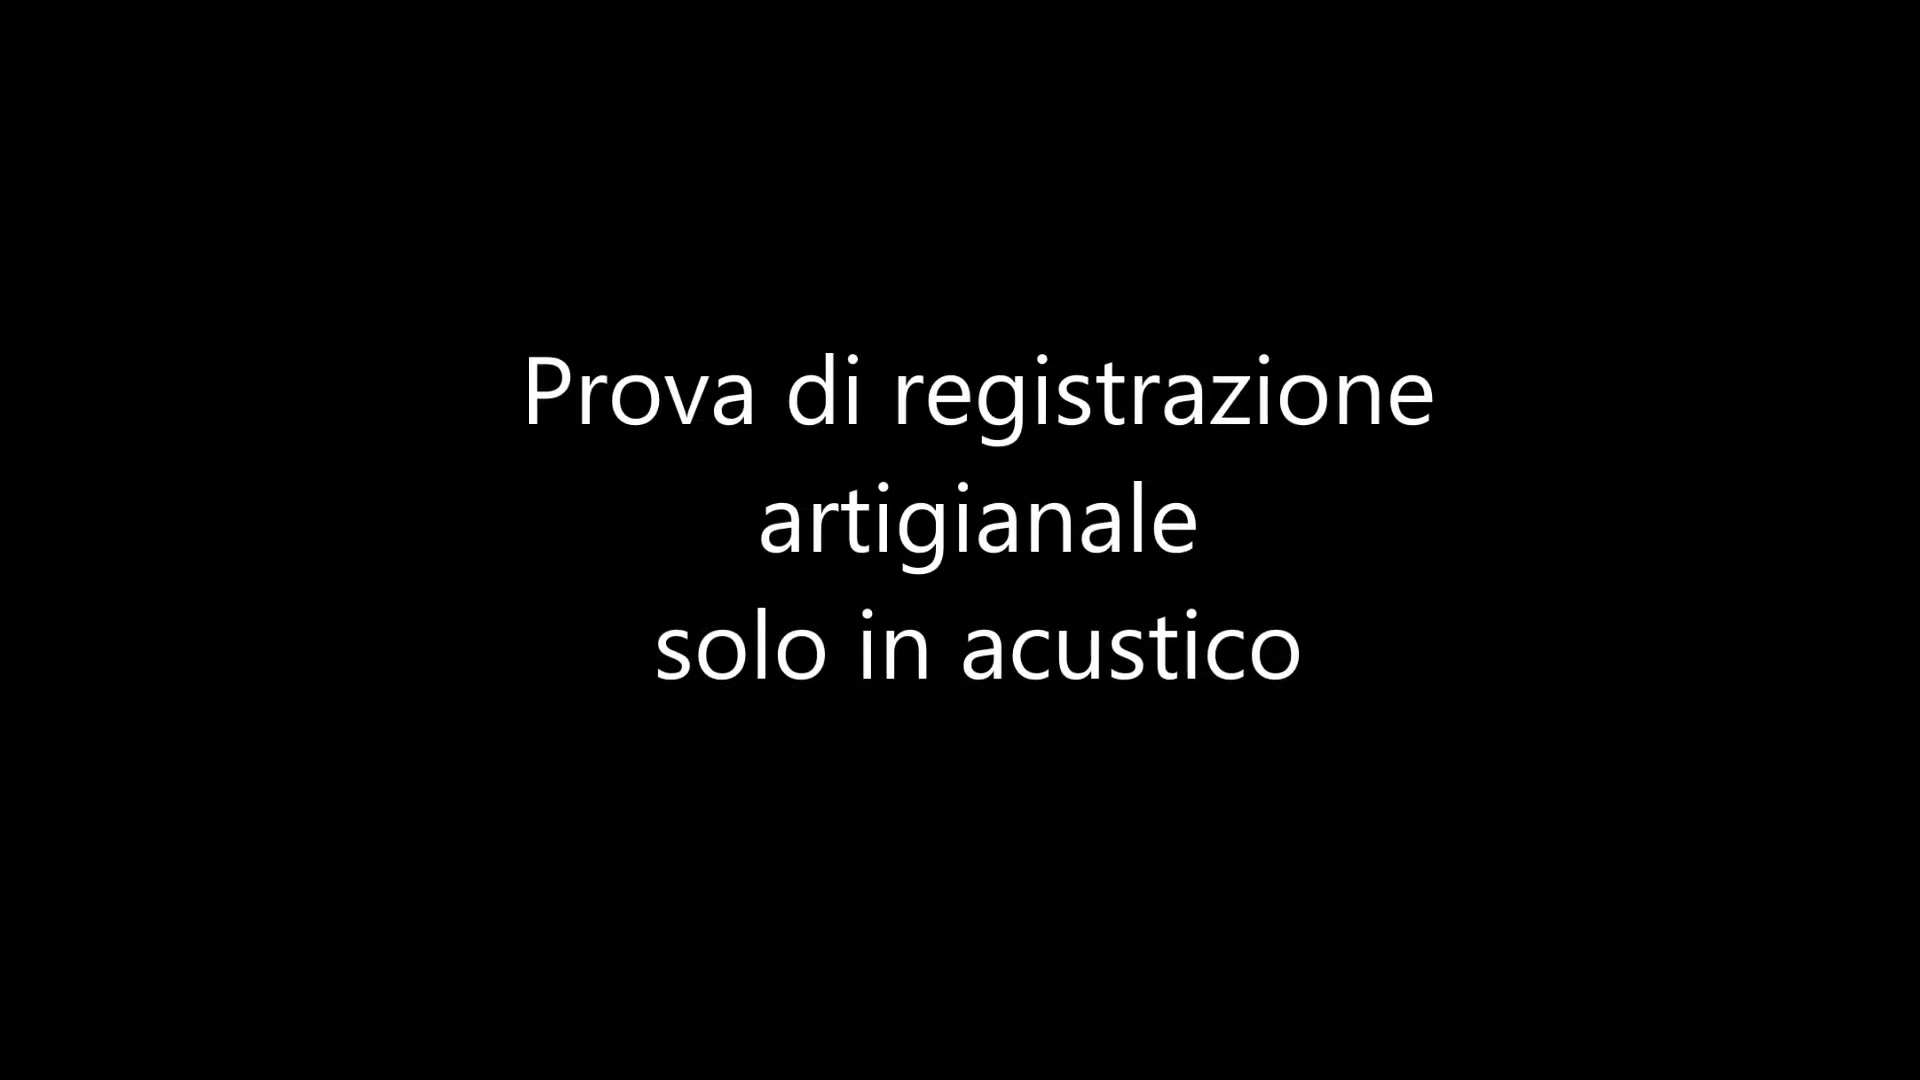 Prova di registrazione
artigianale
solo in acustico